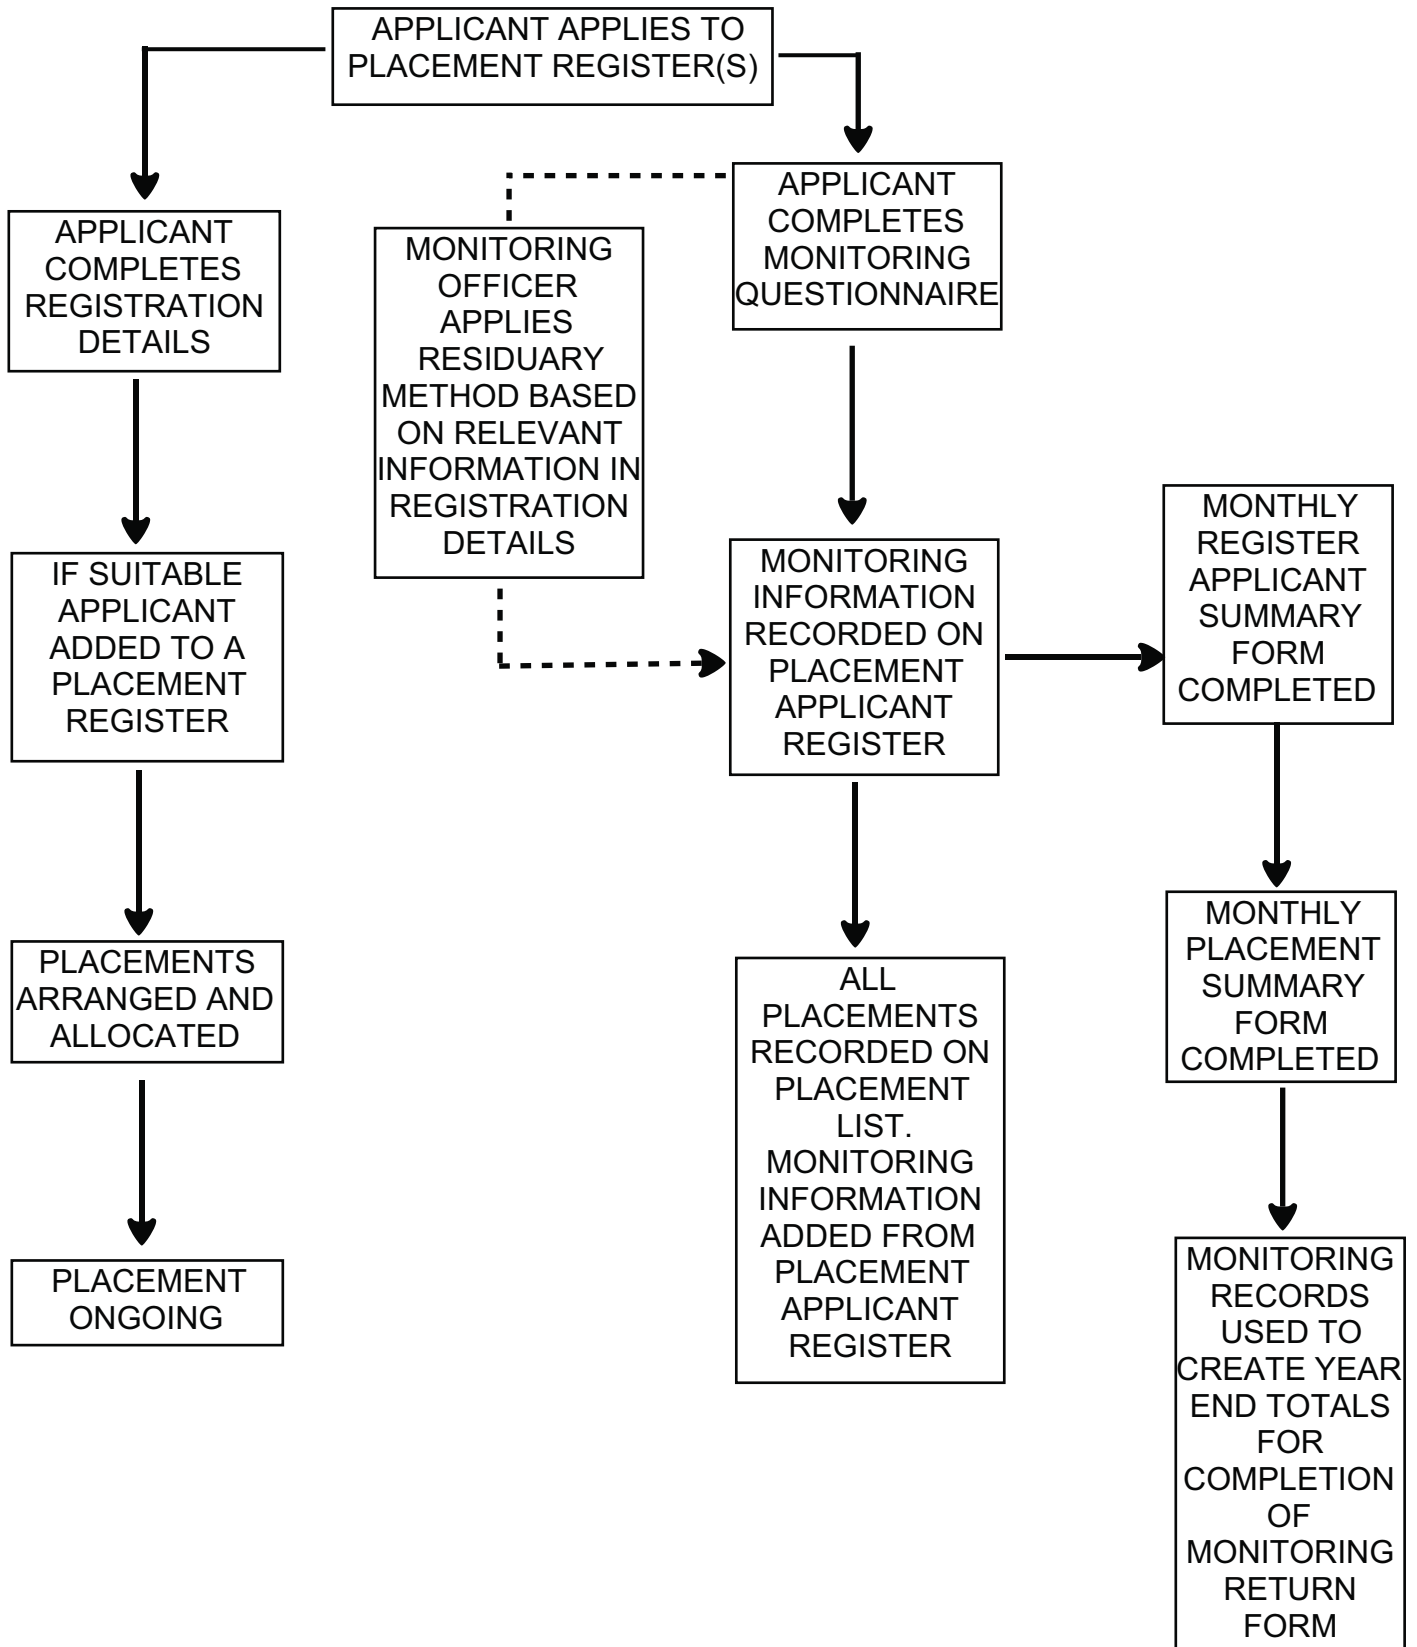 APPLICANT APPLIES TO
PLACEMENT REGISTER(S)
APPLICANT
COMPLETES
REGISTRATION
DETAILS
IF SUITABLE
APPLICANT
ADDED TO A
PLACEMENT
REGISTER
PLACEMENTS
ARRANGED AND
ALLOCATED
PLACEMENT
ONGOING
MONITORING
OFFICER
APPLIES
RESIDUARY
METHOD BASED
ON RELEVANT
INFORMATION IN
REGISTRATION
DETAILS
APPLICANT
COMPLETES
MONITORING
QUESTIONNAIRE
MONITORING
INFORMATION
RECORDED ON
PLACEMENT
APPLICANT
REGISTER
ALL
PLACEMENTS
RECORDED ON
PLACEMENT
LIST.
MONITORING
INFORMATION
ADDED FROM
PLACEMENT
APPLICANT
REGISTER
MONTHLY
REGISTER
APPLICANT
SUMMARY
FORM
COMPLETED
MONTHLY
PLACEMENT
SUMMARY
FORM
COMPLETED
MONITORING
RECORDS
USED TO
CREATE YEAR
END TOTALS
FOR
COMPLETION
OF
MONITORING
RETURN
FORM